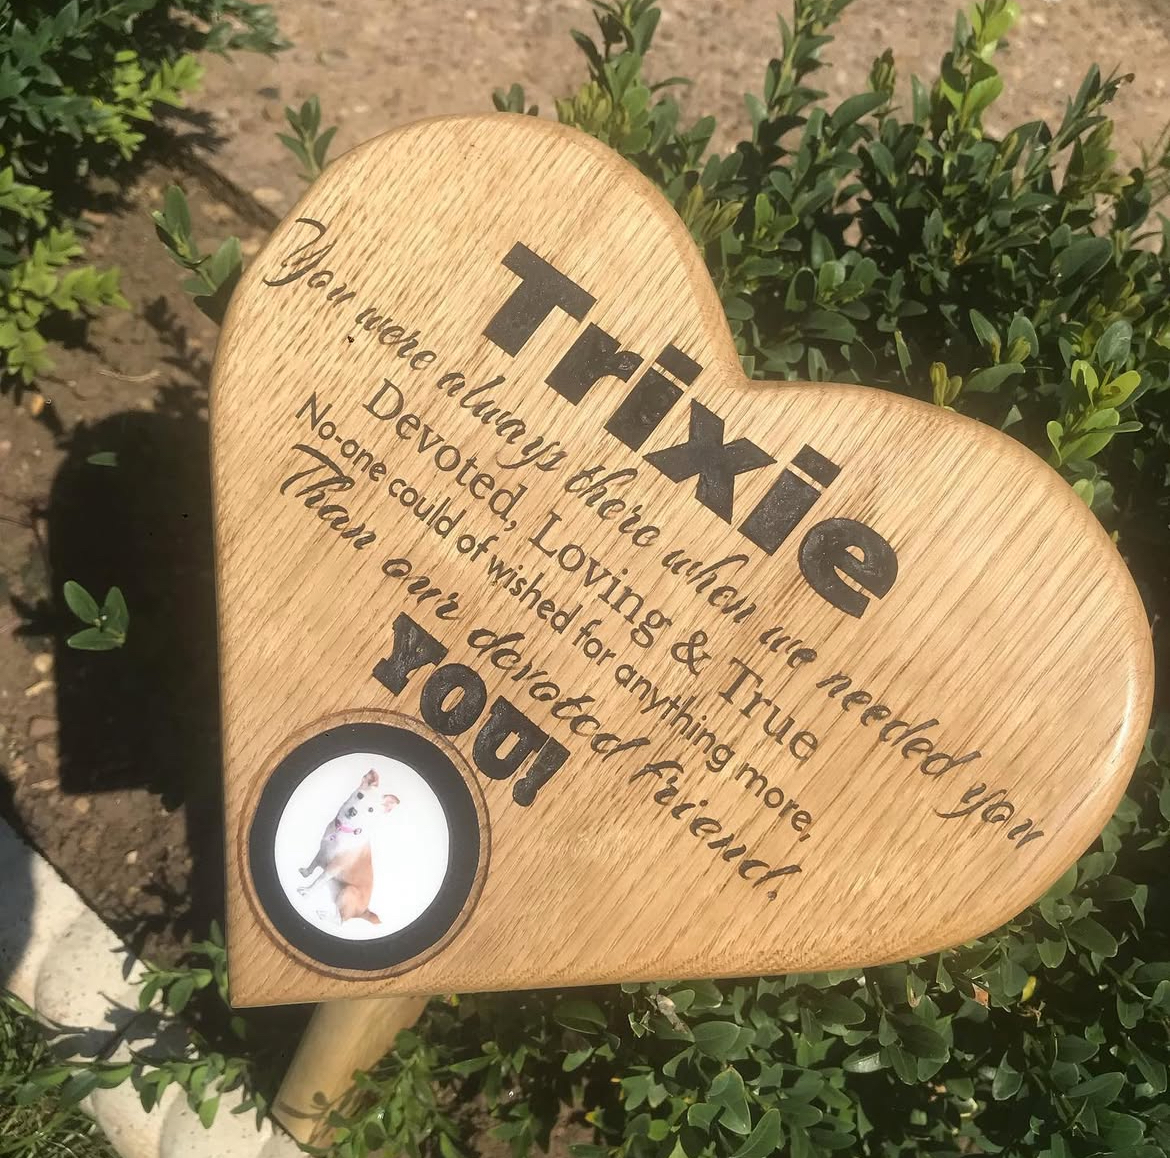 Trixie
You were always there when we needed you
Devoted, Loving & True
No-one could of wished for anything more,
Than our devoted friend!
YOU!